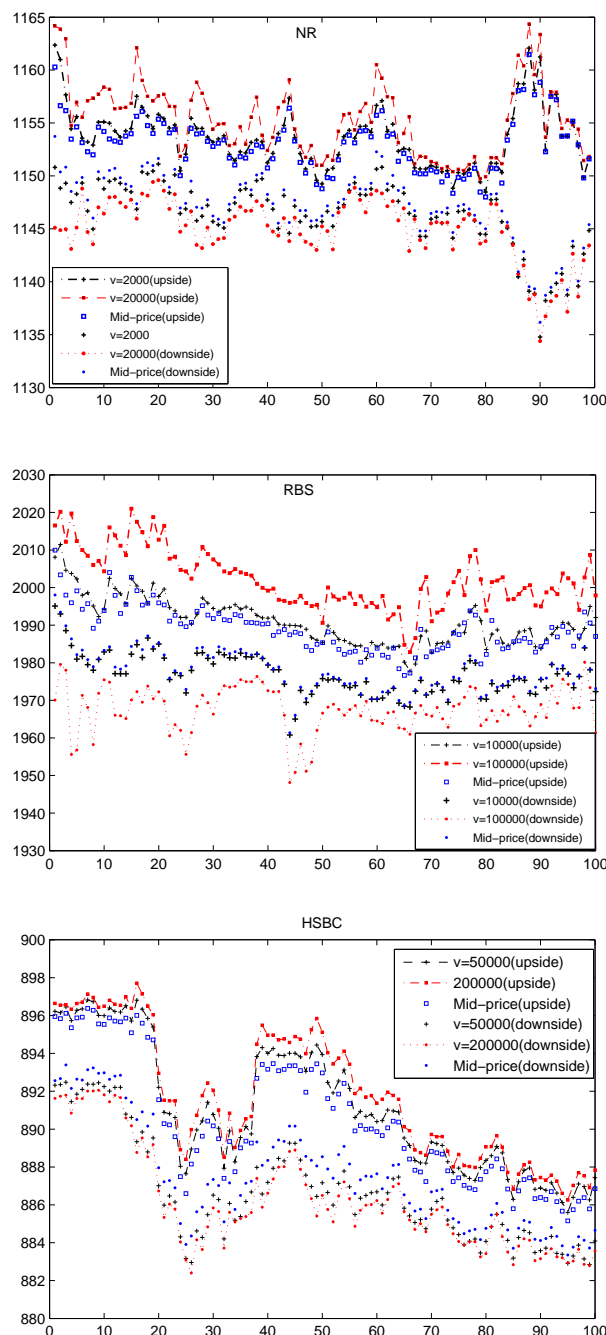 NR
1165
1160
1155
1150
1145
1140
1135
1130
v=2000(upside)
v=20000(upside)
Mid−price(upside)
v=2000
v=20000(downside)
Mid−price(downside)
0 10 20 30 40 50 60 70 80 90 100
RBS
2030
2020
2010
2000
1990
1980
1970
1960
1950
1940
1930
v=10000(upside)
v=100000(upside)
Mid−price(upside)
v=10000(downside)
v=100000(downside)
Mid−price(downside)
0 10 20 30 40 50 60 70 80 90 100
HSBC
900
898
896
894
892
890
888
886
884
882
880
v=50000(upside)
200000(upside)
Mid−price(upside)
v=50000(downside)
v=200000(downside)
Mid−price(downside)
0 10 20 30 40 50 60 70 80 90 100